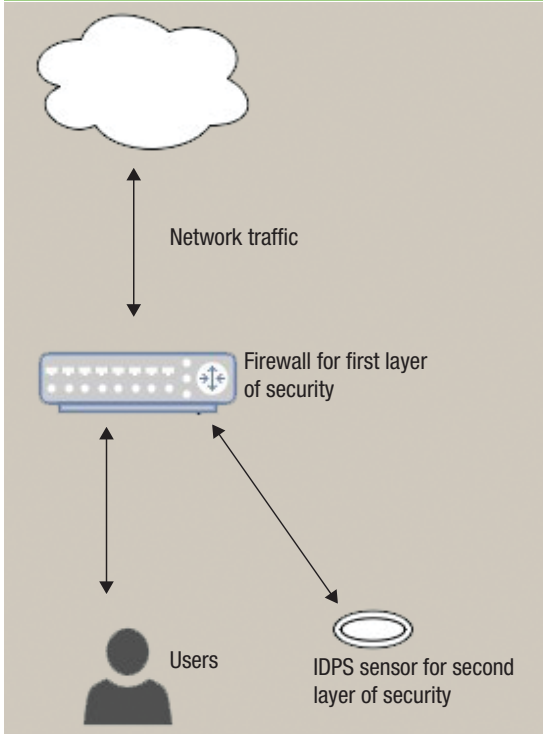 Network traffic
Firewall for first layer
of security
Users
IDPS sensor for second
layer of security